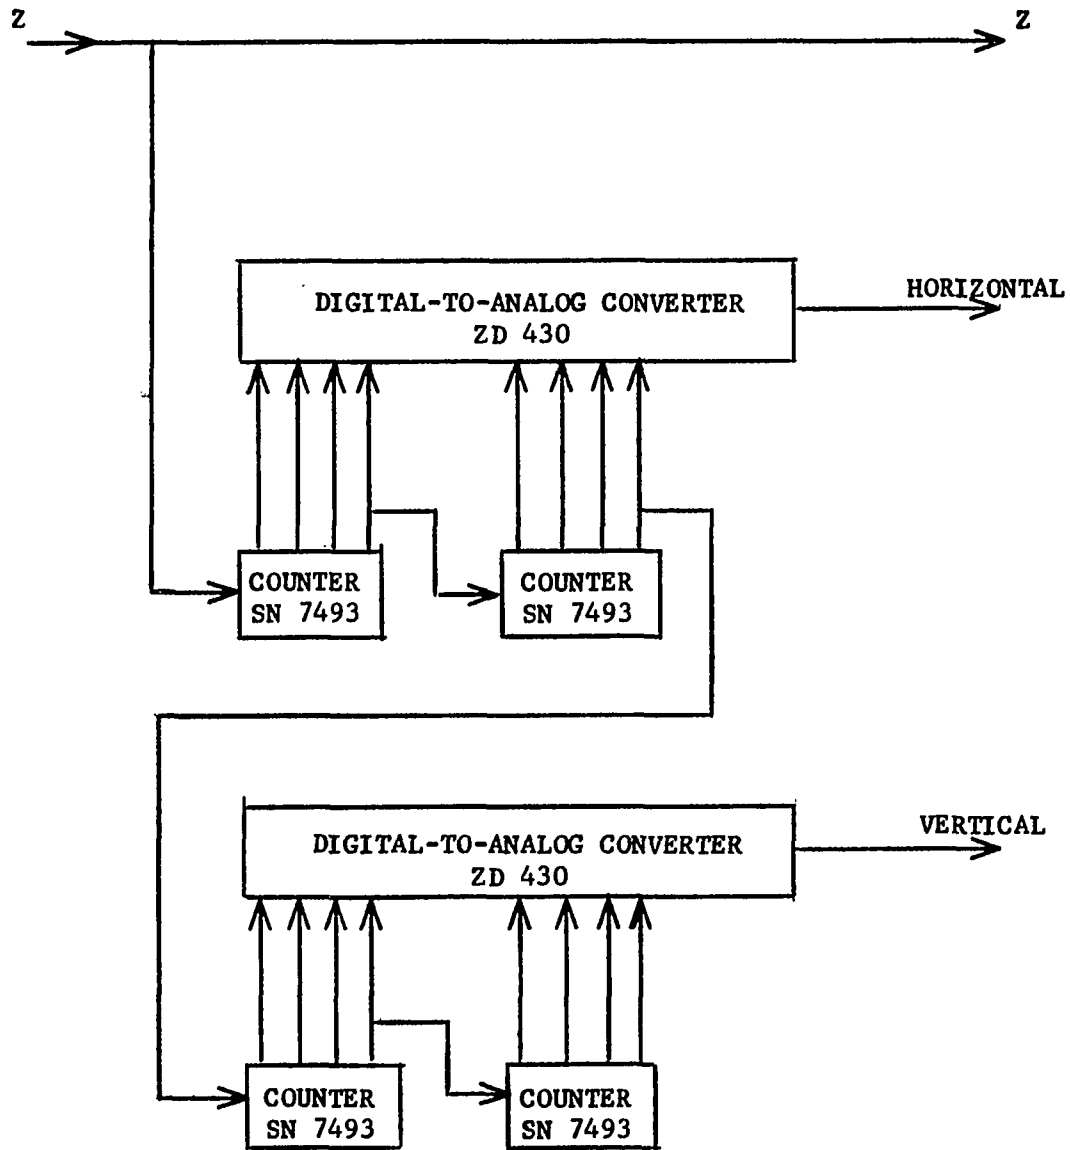 Z
Z
HORIZONTAL
DIGITAL-TO-ANALOG CONVERTER
ZD 430
COUNTER
SN 7493
COUNTER
SN 7493
VERTICAL
DIGITAL-TO-ANALOG CONVERTER
ZD 430
COUNTER
SN 7493
COUNTER
SN 7493